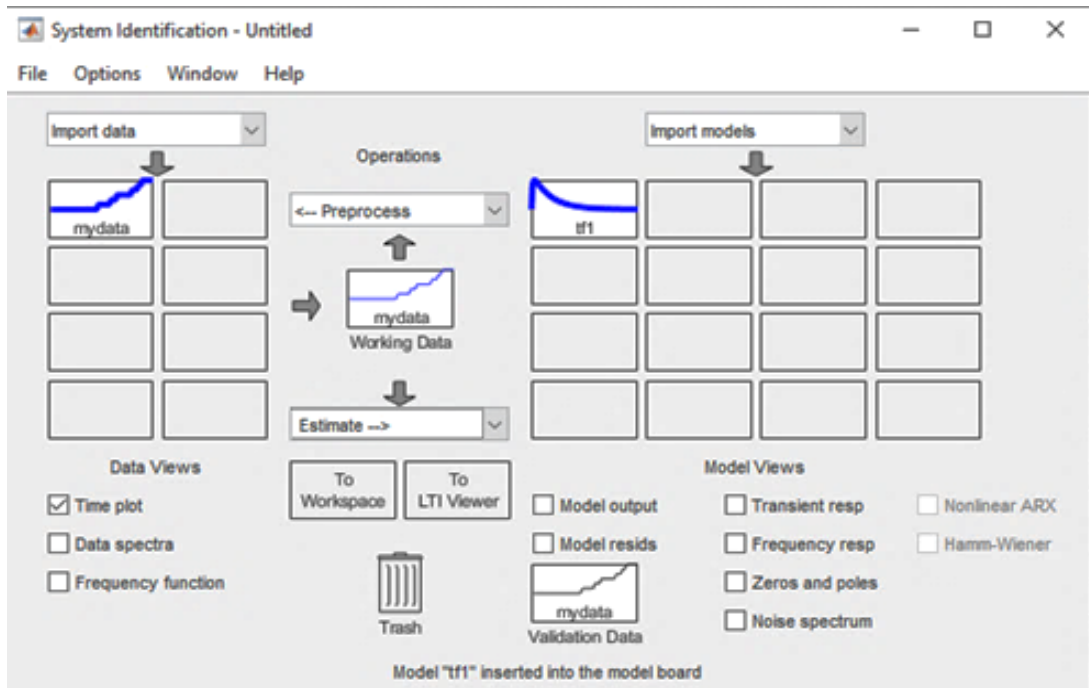 System Identification - Untitled
File Options Window Help
Import data
Import models
Operations
mydata
<-- Preprocess
tf1
mydata
Working Data
Estimate -->
Data Views
Model Views
To Workspace
To LTI Viewer
Time plot
Data spectra
Frequency function
Trash
Model output
Model resids
mydata
Validation Data
Transient resp
Frequency resp
Zeros and poles
Noise spectrum
Nonlinear ARX
Hamm-Wiener
Model "tf1" inserted into the model board